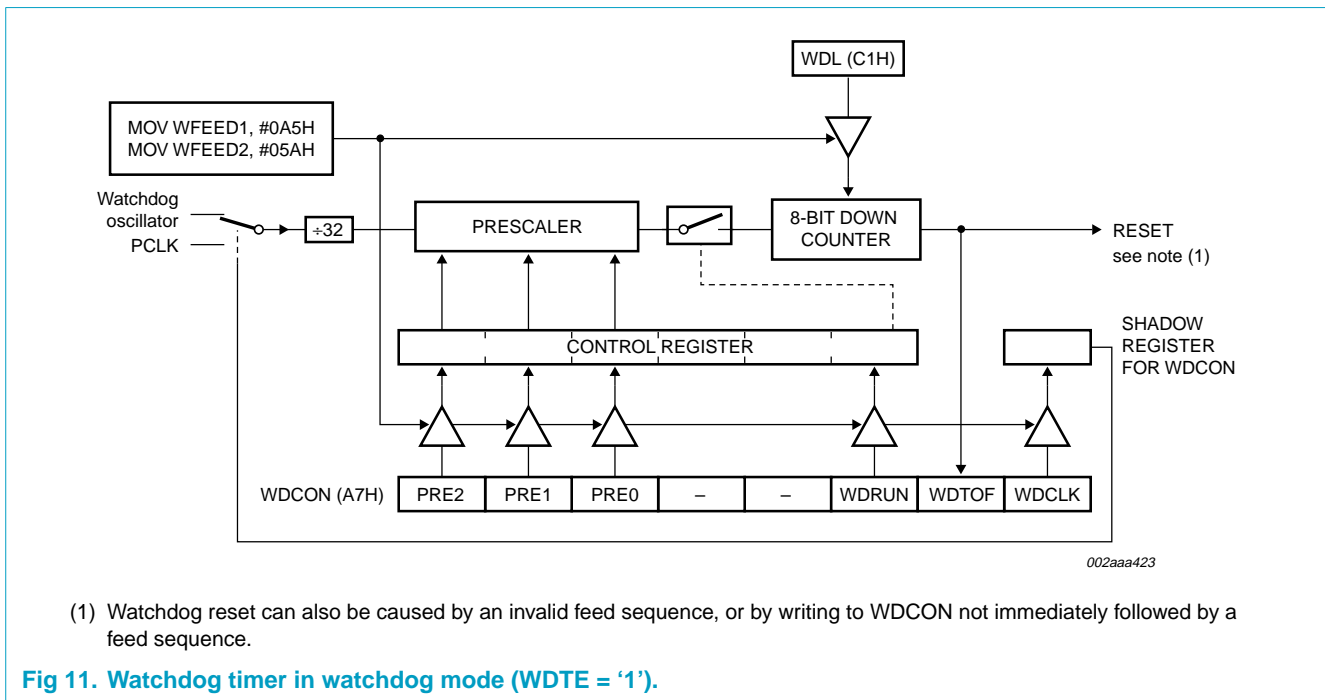 WDL (C1H)
MOV WFEED1, #0A5H
MOV WFEED2, #05AH
Watchdog
oscillator
PCLK
÷32
PRESCALER
8-BIT DOWN
COUNTER
RESET
see note (1)
CONTROL REGISTER
SHADOW
REGISTER
FOR WDCON
WDCON (A7H)
PRE2
PRE1
PRE0
–
–
WDRUN
WDTOF
WDCLK
002aaa423
(1) Watchdog reset can also be caused by an invalid feed sequence, or by writing to WDCON not immediately followed by a
feed sequence.
Fig 11. Watchdog timer in watchdog mode (WDTE = ‘1’).